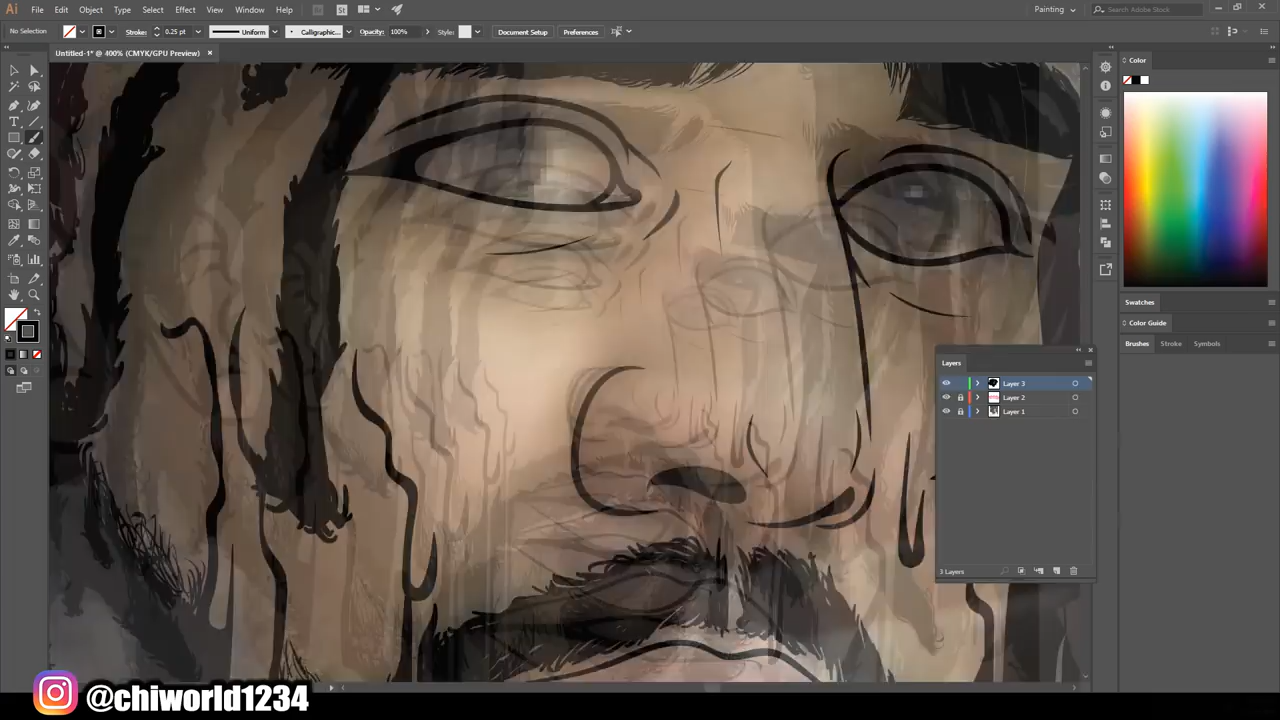 Ai File Edit Object Type Select Effect View Window Help Br St Painting Search Adobe Stock
No Selection Stroke: 0.25 pt Uniform Calligraphic... Opacity: 100% Style: Document Setup Preferences
Untitled-1* @ 400% (CMYK/GPU Preview) ×
Color
Swatches
Color Guide
Brushes Stroke Symbols
Layers
Layer 3
Layer 2
Layer 1
3 Layers
@chiworld1234